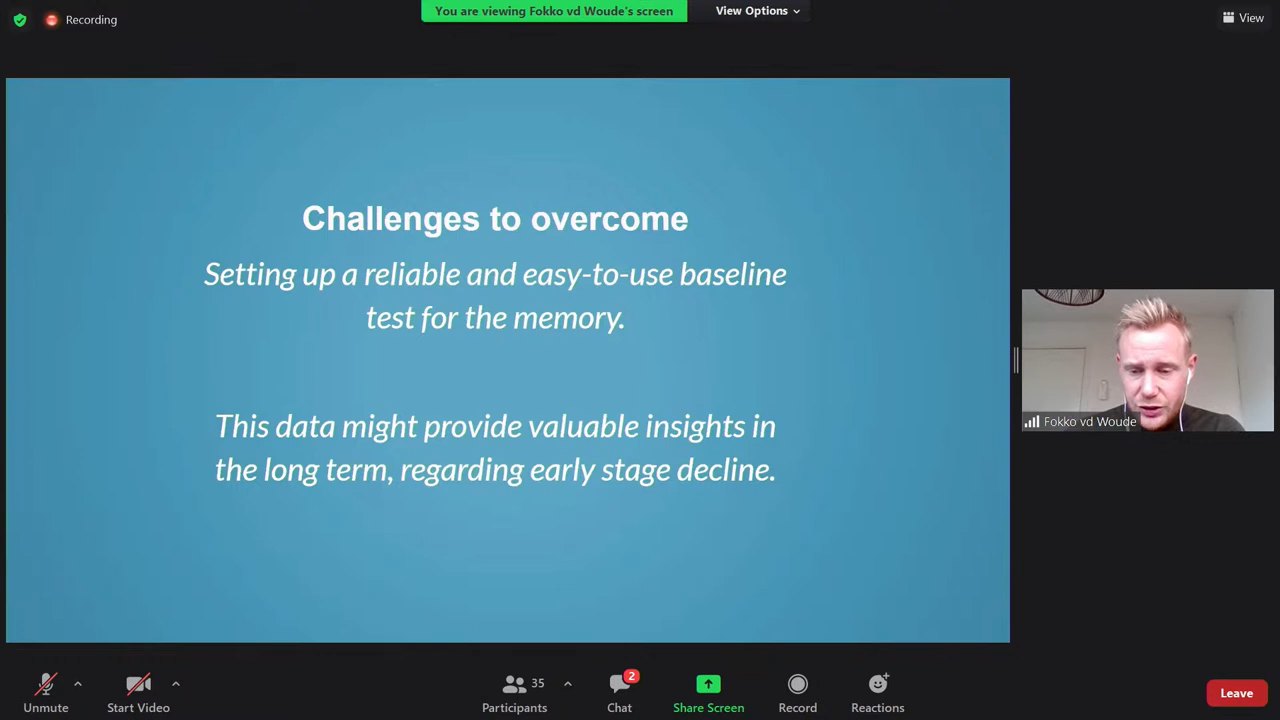 Recording
You are viewing Fokko vd Woude's screen
View Options
View
Challenges to overcome
Setting up a reliable and easy-to-use baseline
test for the memory.
This data might provide valuable insights in
the long term, regarding early stage decline.
Fokko vd Woude
Unmute
Start Video
35
Participants
2
Chat
Share Screen
Record
Reactions
Leave